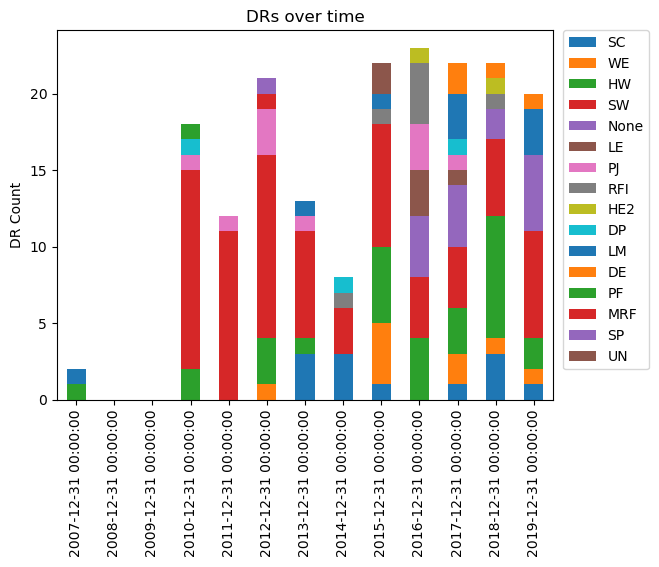 DRs over time
DR Count
20
15
10
5
0
2007-12-31 00:00:00
2008-12-31 00:00:00
2009-12-31 00:00:00
2010-12-31 00:00:00
2011-12-31 00:00:00
2012-12-31 00:00:00
2013-12-31 00:00:00
2014-12-31 00:00:00
2015-12-31 00:00:00
2016-12-31 00:00:00
2017-12-31 00:00:00
2018-12-31 00:00:00
2019-12-31 00:00:00
SC
WE
HW
SW
None
LE
PJ
RFI
HE2
DP
LM
DE
PF
MRF
SP
UN